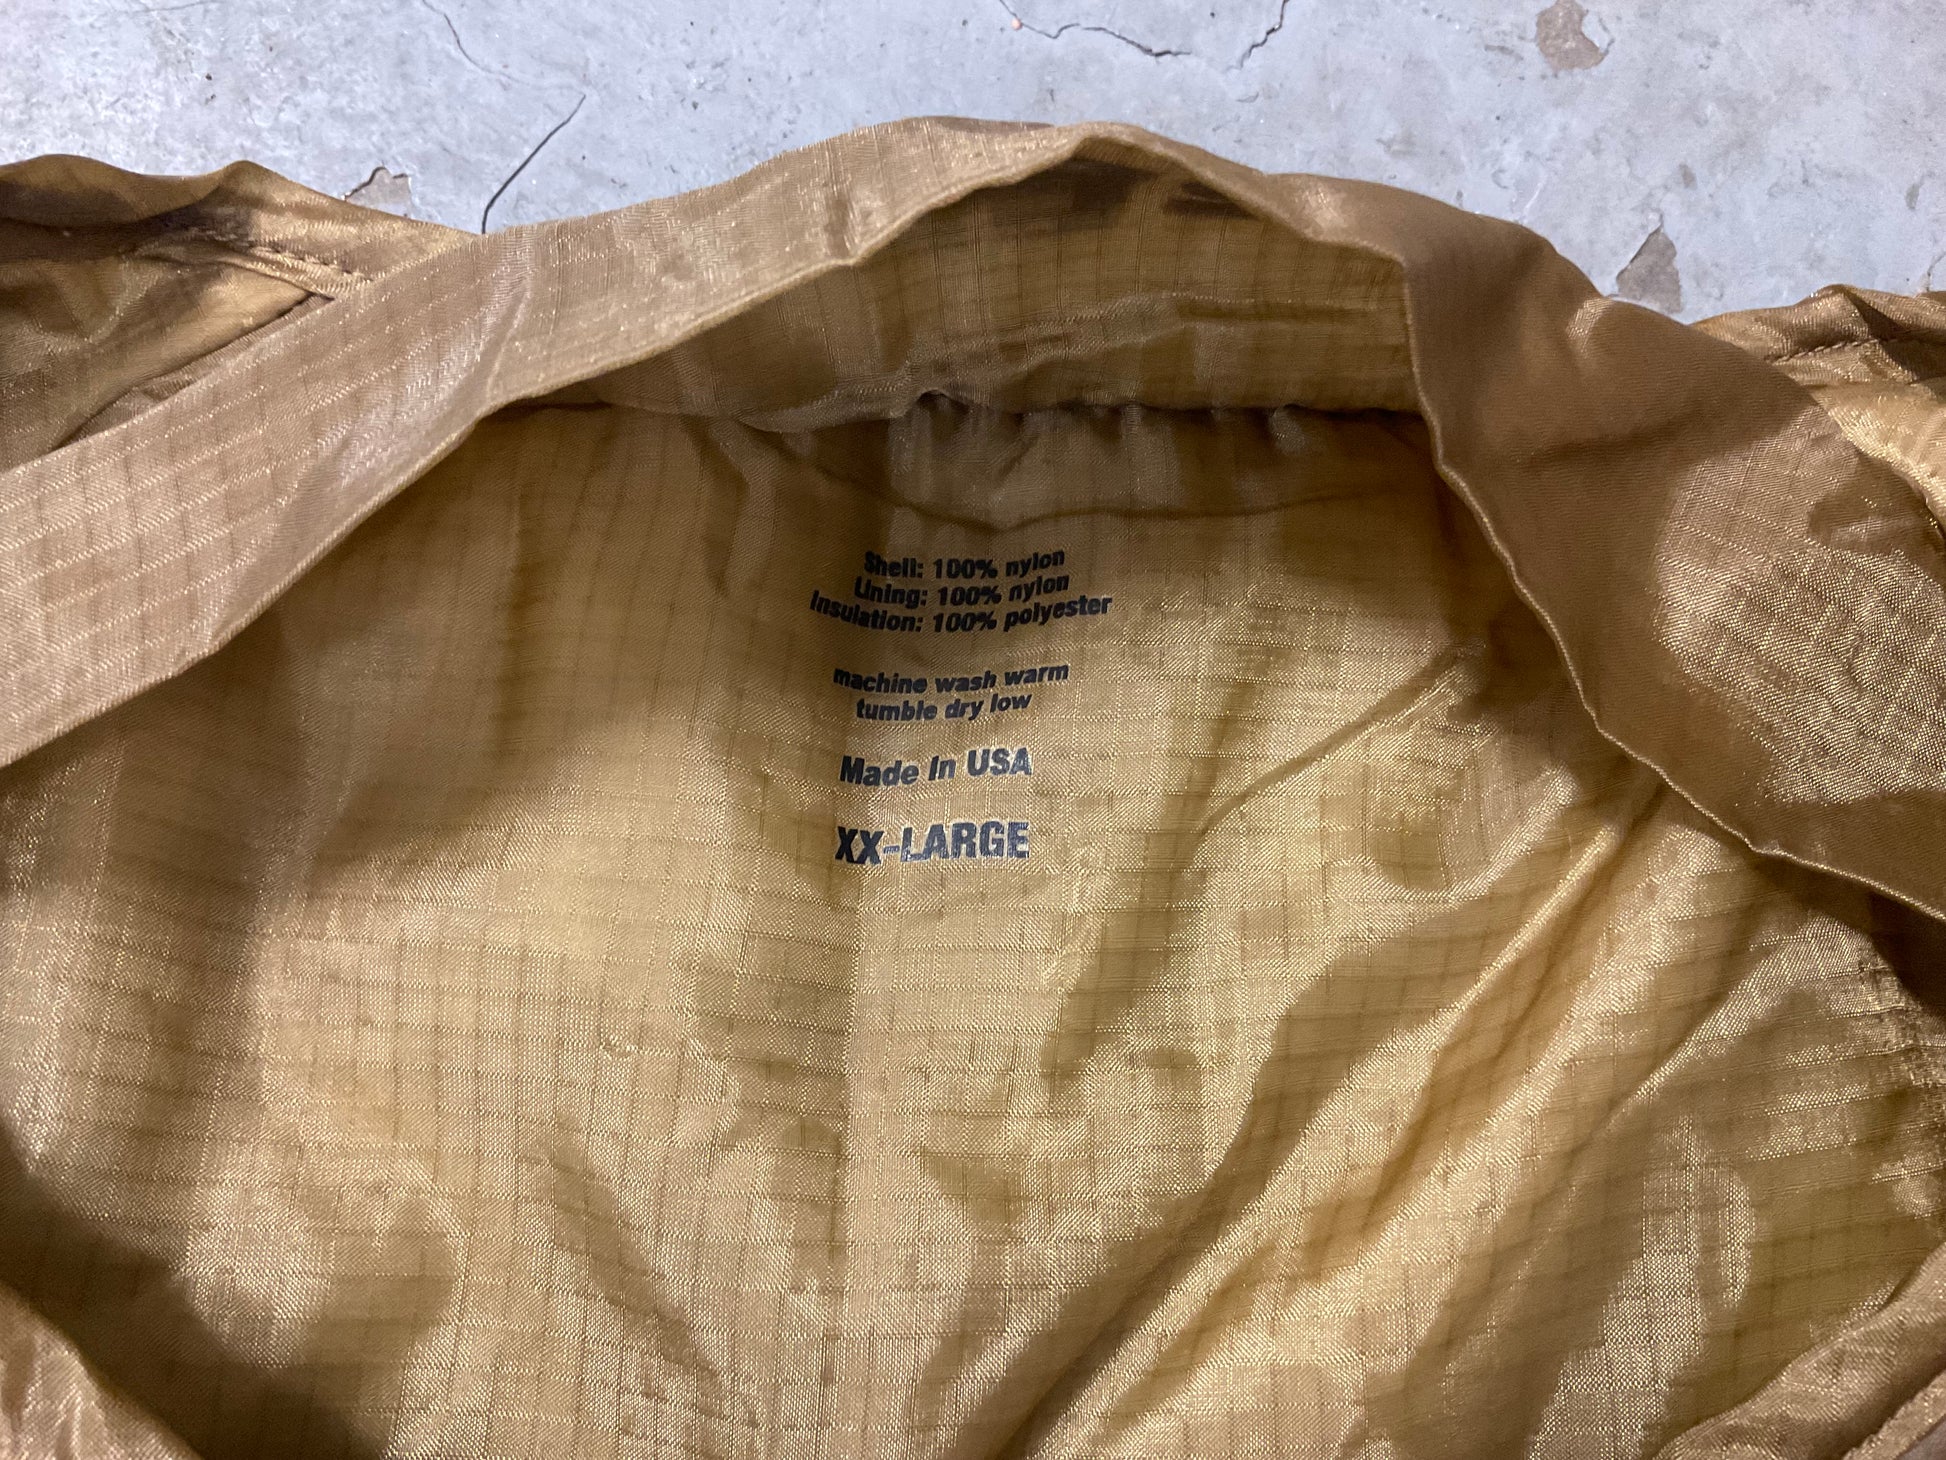 Shell: 100% nylon
Lining: 100% nylon
Insulation: 100% polyester
machine wash warm
tumble dry low
Made In USA
XX-LARGE